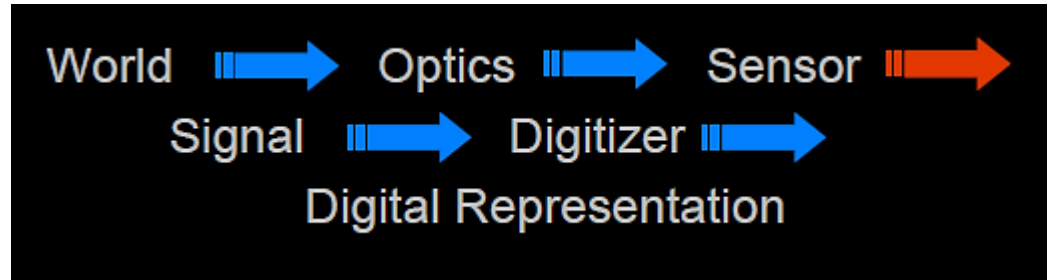 World Optics Sensor
Signal Digitizer
Digital Representation